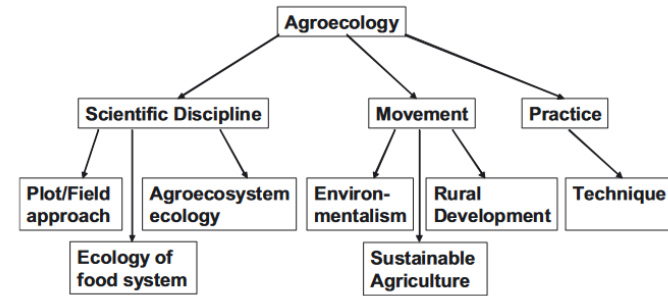 Agroecology
Scientific Discipline
Movement
Practice
Plot/Field
approach
Agroecosystem
ecology
Environ-
mentalism
Rural
Development
Technique
Ecology of
food system
Sustainable
Agriculture